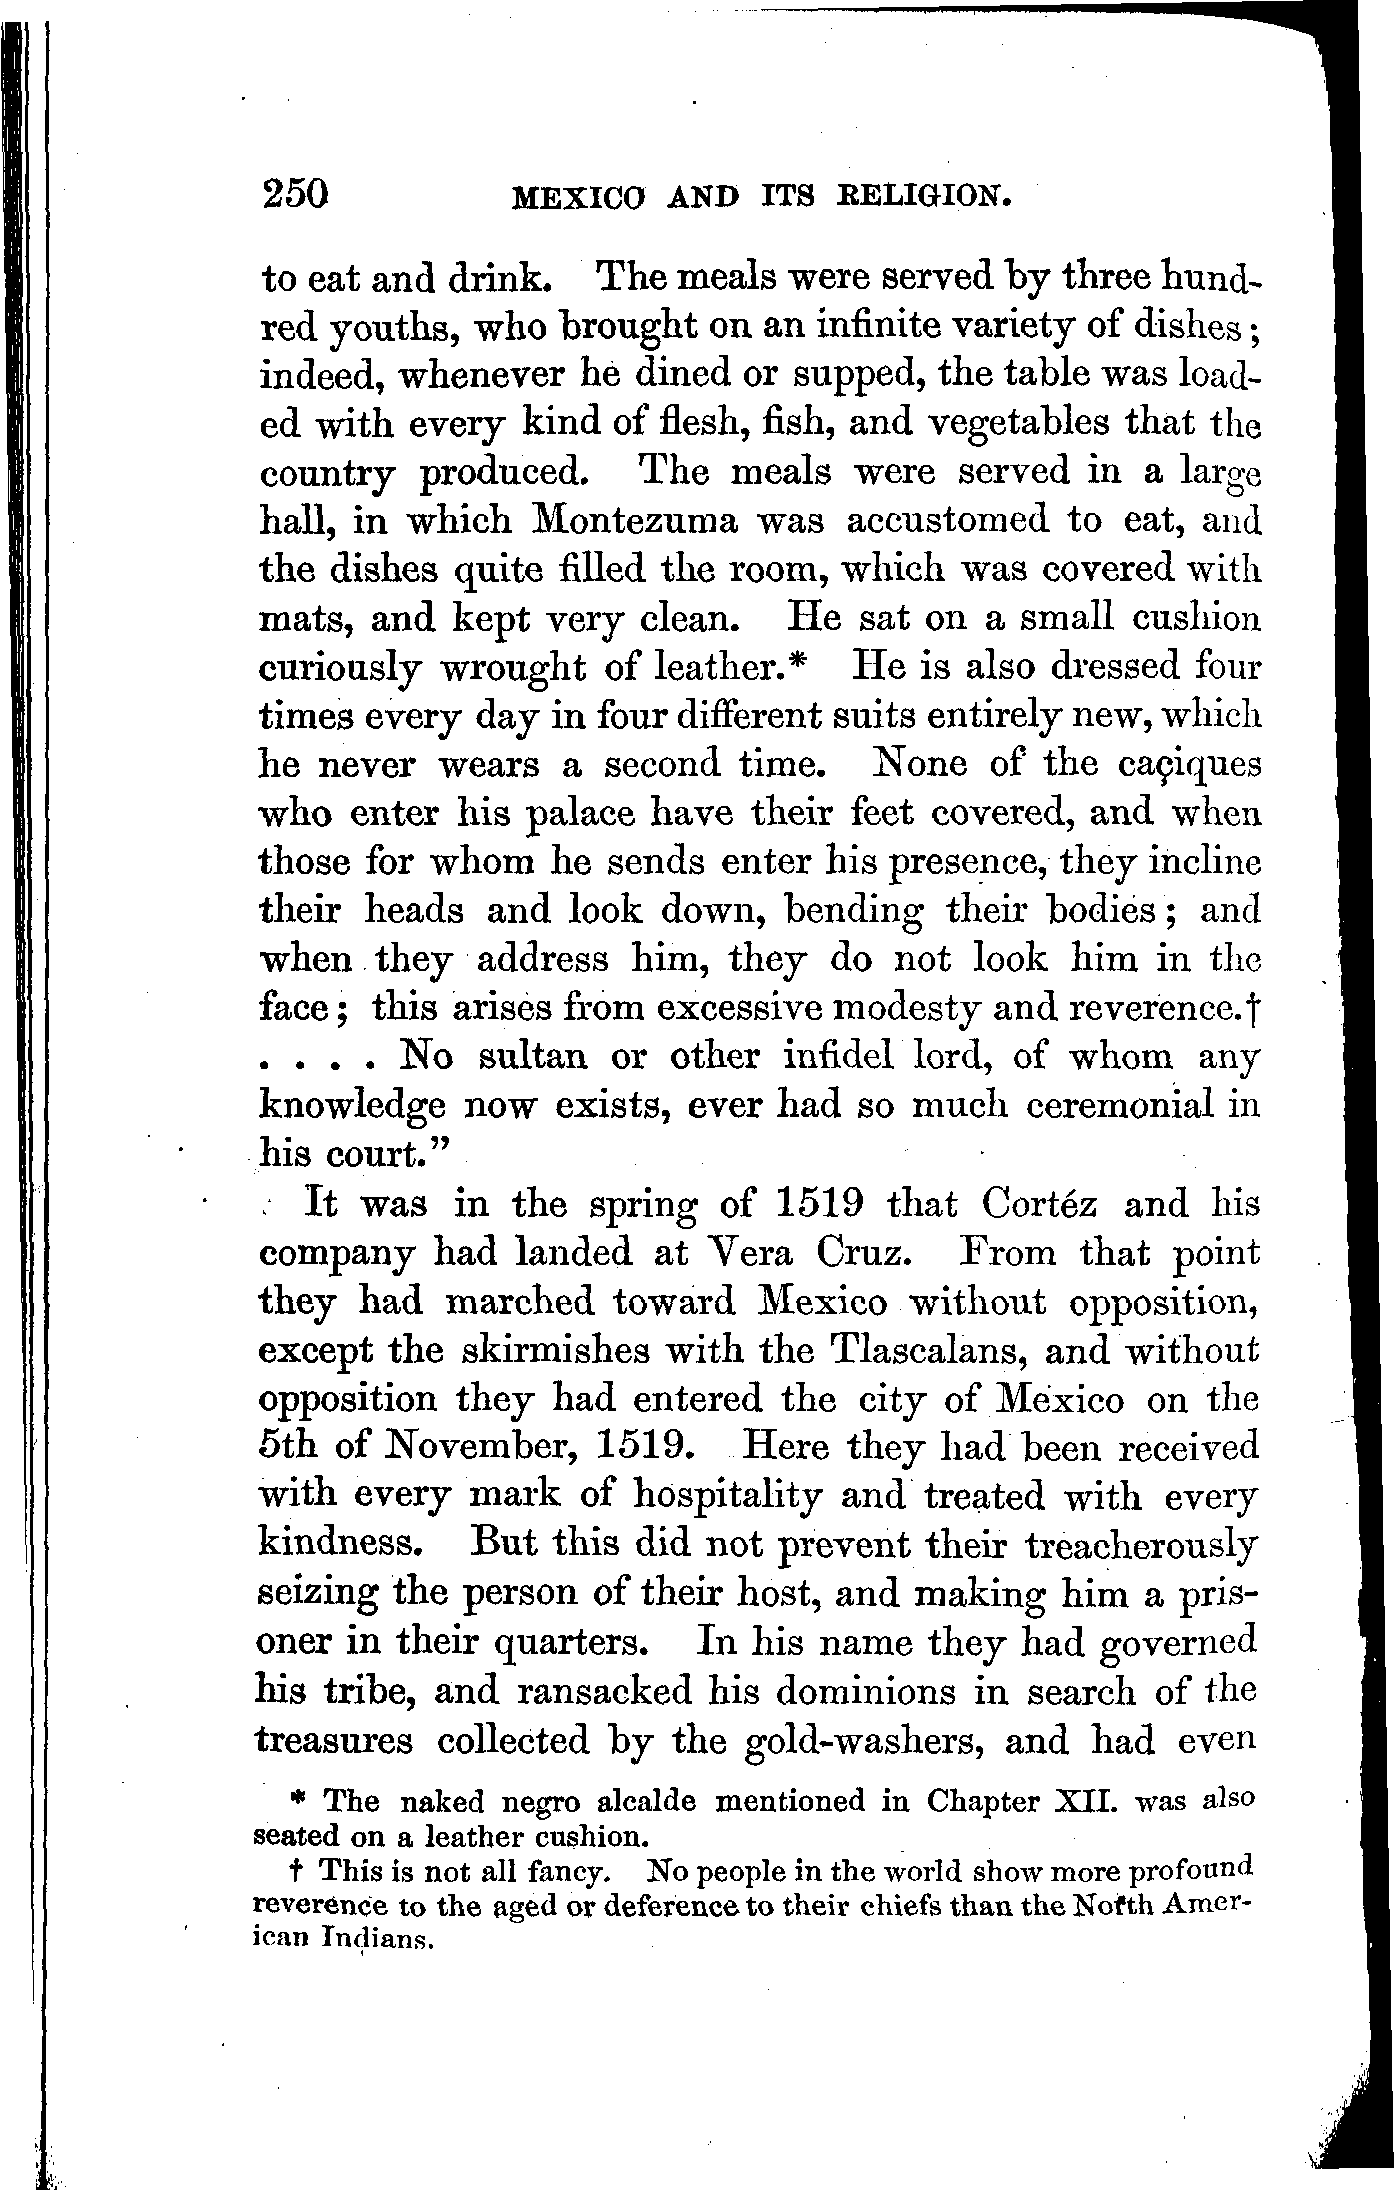 250 MEXICO AND ITS RELIGION.
to eat and drink. The meals were served by three hund-
red youths, who brought on an infinite variety of dishes;
indeed, whenever he dined or supped, the table was load-
ed with every kind of flesh, fish, and vegetables that the
country produced. The meals were served in a large
hall, in which Montezuma was accustomed to eat, and
the dishes quite filled the room, which was covered with
mats, and kept very clean. He sat on a small cushion
curiously wrought of leather.* He is also dressed four
times every day in four different suits entirely new, which
he never wears a second time. None of the caçiques
who enter his palace have their feet covered, and when
those for whom he sends enter his presence, they incline
their heads and look down, bending their bodies; and
when they address him, they do not look him in the
face; this arises from excessive modesty and reverence.†
. . . . No sultan or other infidel lord, of whom any
knowledge now exists, ever had so much ceremonial in
his court."
It was in the spring of 1519 that Cortéz and his
company had landed at Vera Cruz. From that point
they had marched toward Mexico without opposition,
except the skirmishes with the Tlascalans, and without
opposition they had entered the city of Mexico on the
5th of November, 1519. Here they had been received
with every mark of hospitality and treated with every
kindness. But this did not prevent their treacherously
seizing the person of their host, and making him a pris-
oner in their quarters. In his name they had governed
his tribe, and ransacked his dominions in search of the
treasures collected by the gold-washers, and had even
* The naked negro alcalde mentioned in Chapter XII. was also
seated on a leather cushion.
† This is not all fancy. No people in the world show more profound
reverence to the aged or deference to their chiefs than the North Amer-
ican Indians.